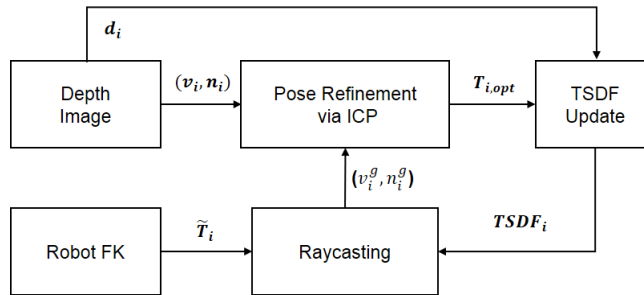 d_i
Depth
Image
(v_i, n_i)
Pose Refinement
via ICP
T_{i,opt}
TSDF
Update
(v_i^g, n_i^g)
Robot FK
T̃_i
Raycasting
TSDF_i